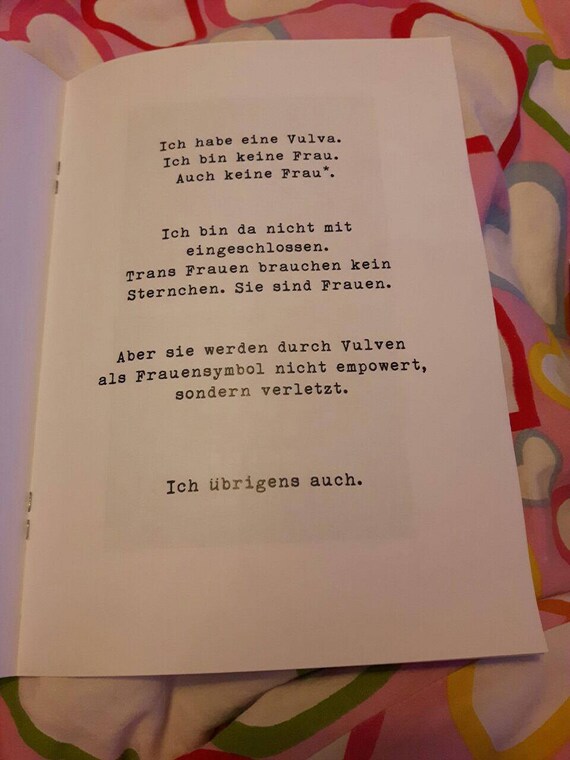 Ich habe eine Vulva.
Ich bin keine Frau.
Auch keine Frau*.
Ich bin da nicht mit
eingeschlossen.
Trans Frauen brauchen kein
Sternchen. Sie sind Frauen.
Aber sie werden durch Vulven
als Frauensymbol nicht empowert,
sondern verletzt.
Ich übrigens auch.